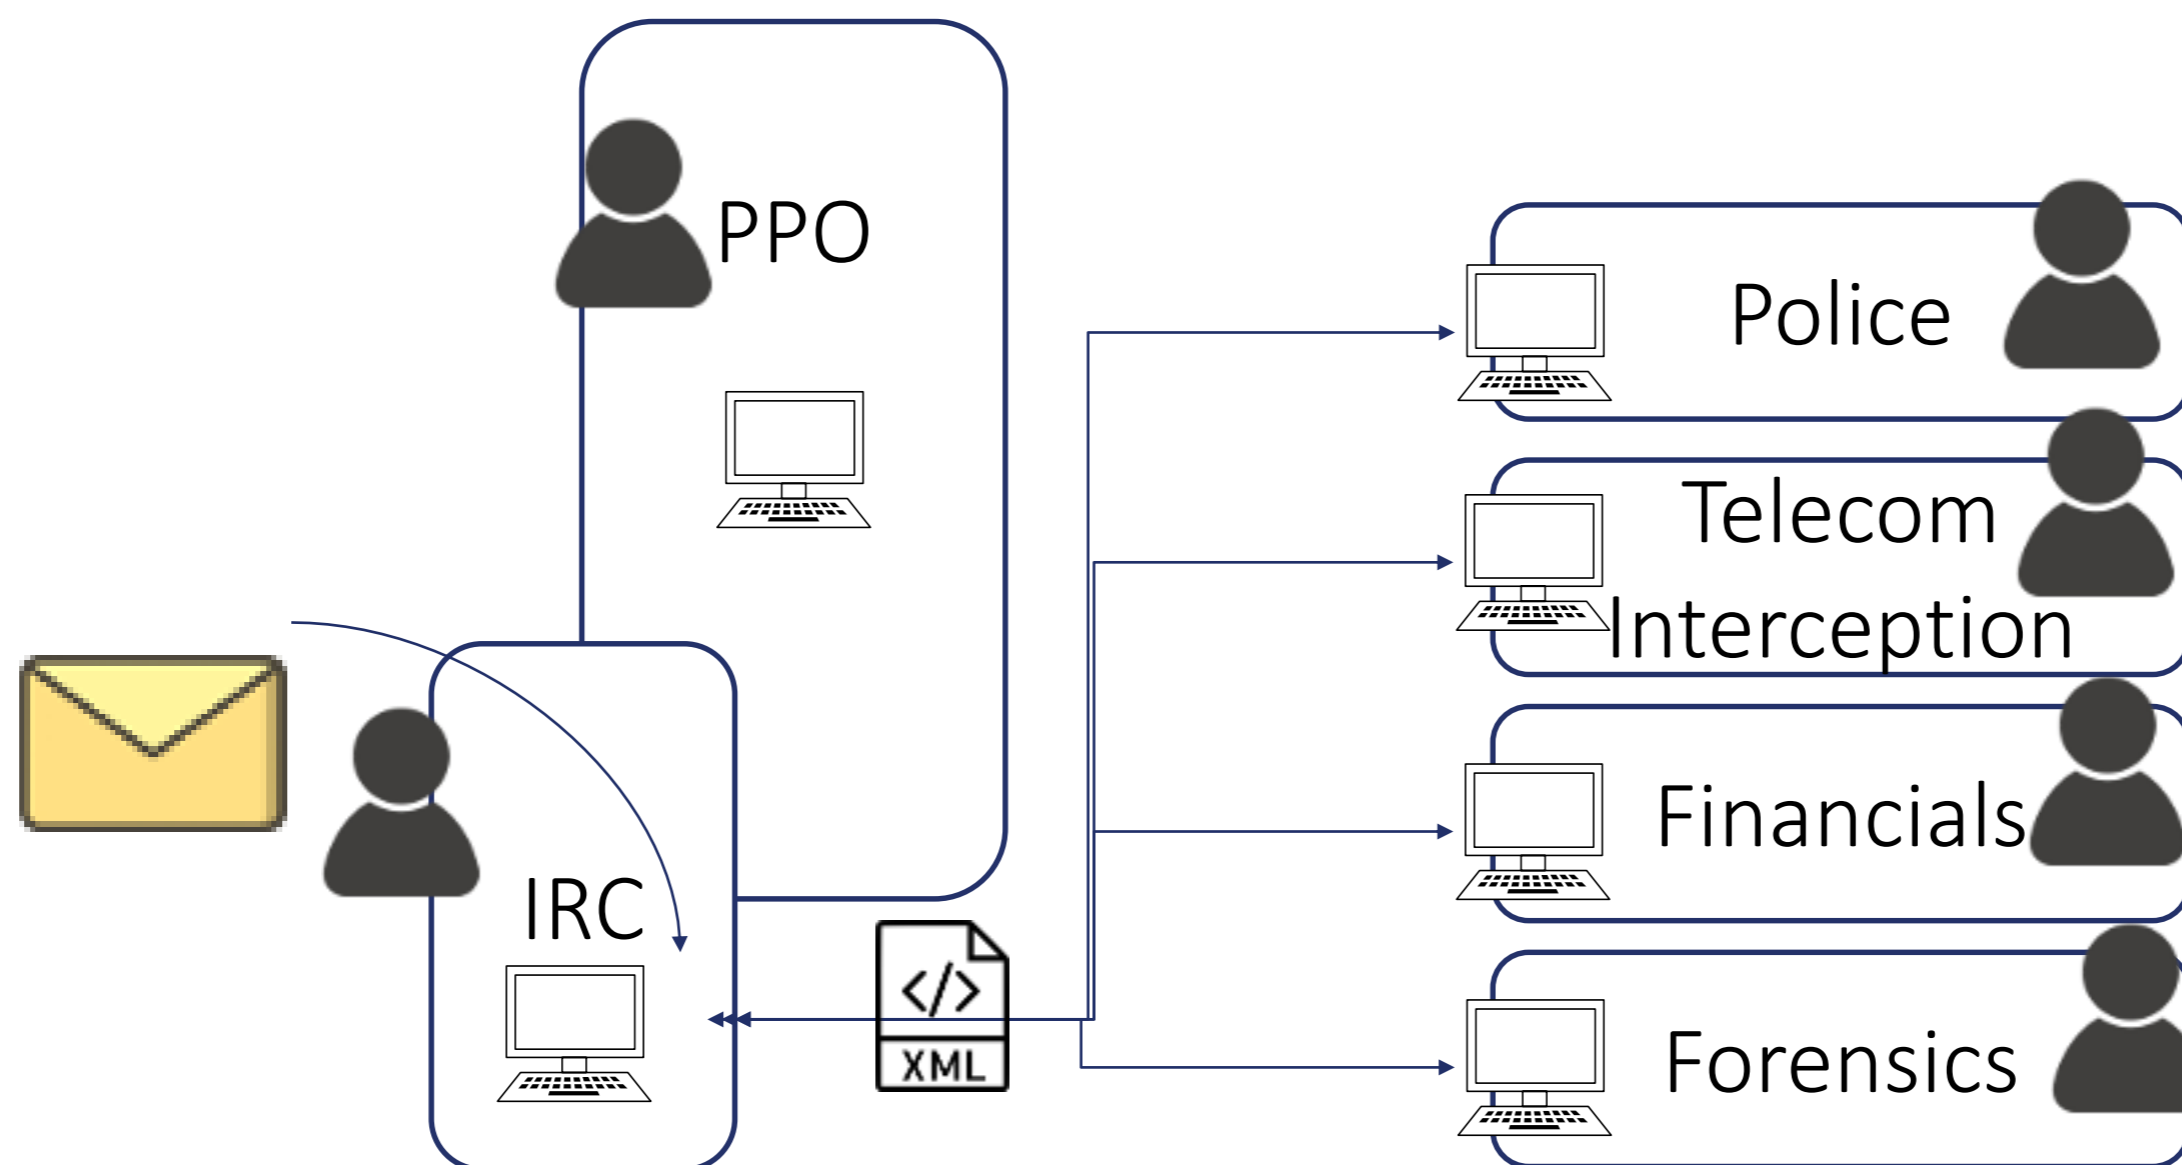 PPO
Police
Telecom
Interception
Financials
IRC
XML
Forensics